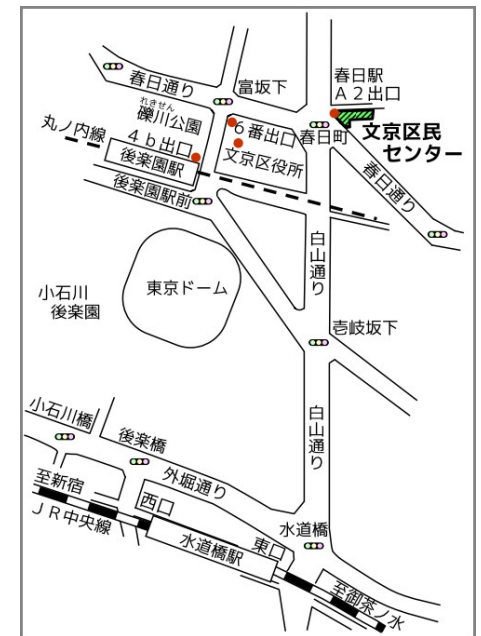 春日通り
富坂下
春日駅
A2出口
れきせん
礫川公園
6番出口
春日町
文京区民
センター
丸ノ内線
4b出口
後楽園駅
文京区役所
春日通り
後楽園駅前
白山通り
小石川
後楽園
東京ドーム
壱岐坂下
白山通り
小石川橋
後楽橋
外堀通り
至新宿
JR中央線
西口
水道橋
水道橋駅
東口
至御茶ノ水